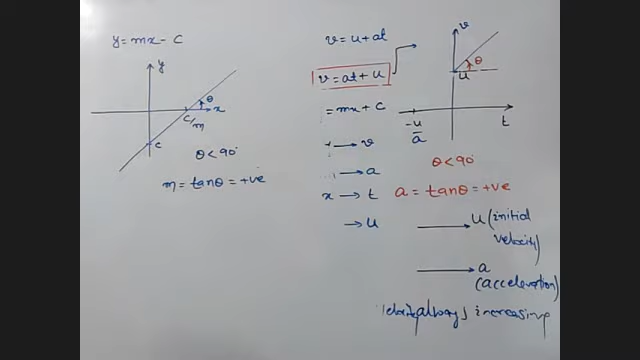 y = mx - c
y
θ
x
c/m
c
θ < 90°
m = tanθ = +ve
v = u + at
v = at + u
= mx + c
→ v
→ a
x → t
→ u
v
θ
u
-u
a
t
θ < 90°
a = tanθ = +ve
→ u (initial
velocity)
→ a
(acceleration)
increasing